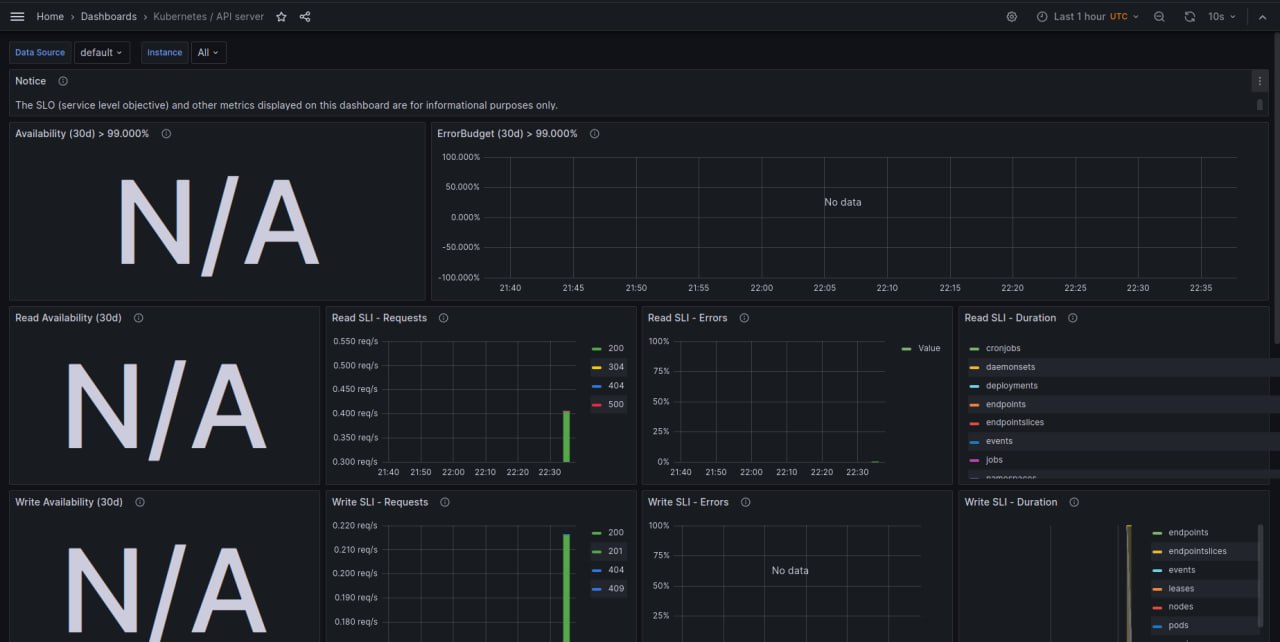 Home › Dashboards › Kubernetes / API server
Last 1 hour UTC
10s
Data Source default
Instance All
Notice
The SLO (service level objective) and other metrics displayed on this dashboard are for informational purposes only.
Availability (30d) > 99.000%
N/A
ErrorBudget (30d) > 99.000%
100.000%
50.000%
0.000%
-50.000%
-100.000%
No data
21:40 21:45 21:50 21:55 22:00 22:05 22:10 22:15 22:20 22:25 22:30 22:35
Read Availability (30d)
N/A
Read SLI - Requests
0.550 req/s
0.500 req/s
0.450 req/s
0.400 req/s
0.350 req/s
0.300 req/s
21:40 21:50 22:00 22:10 22:20 22:30
200
304
404
500
Read SLI - Errors
100%
75%
50%
25%
0%
21:40 21:50 22:00 22:10 22:20 22:30
Value
Read SLI - Duration
cronjobs
daemonsets
deployments
endpoints
endpointslices
events
jobs
namespaces
Write Availability (30d)
N/A
Write SLI - Requests
0.220 req/s
0.210 req/s
0.200 req/s
0.190 req/s
0.180 req/s
200
201
404
409
Write SLI - Errors
100%
75%
50%
25%
No data
Write SLI - Duration
endpoints
endpointslices
events
leases
nodes
pods